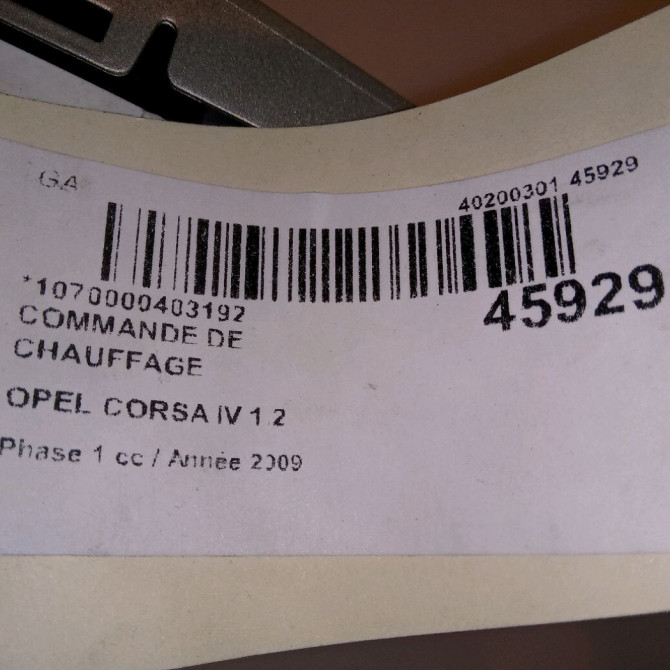 GA
40200301 45929
*1070000403192
45929
COMMANDE DE
CHAUFFAGE
OPEL CORSA IV 1.2
Phase 1 cc / Année 2009